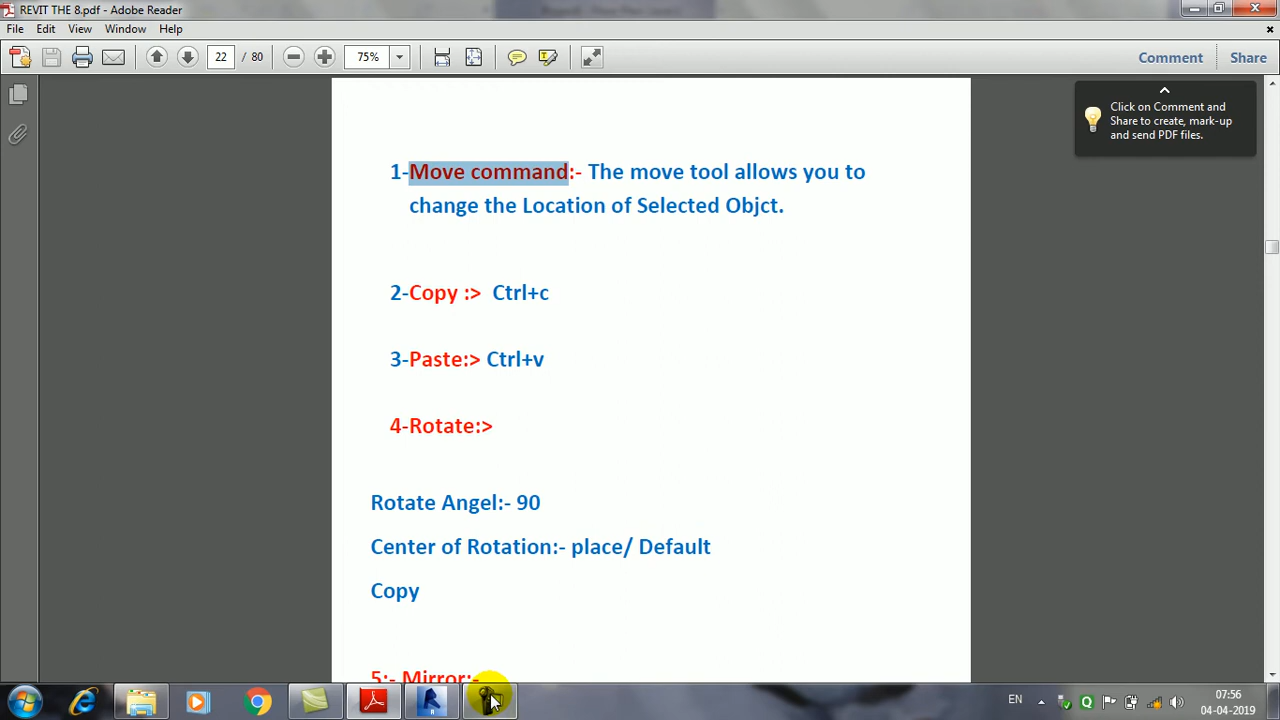 REVIT THE 8.pdf - Adobe Reader
File Edit View Window Help
22 / 80 75% Comment Share
Click on Comment and
Share to create, mark-up
and send PDF files.
1-Move command:- The move tool allows you to
change the Location of Selected Objct.
2-Copy :> Ctrl+c
3-Paste:> Ctrl+v
4-Rotate:>
Rotate Angel:- 90
Center of Rotation:- place/ Default
Copy
5:- Mirror:-
EN 07:56
04-04-2019